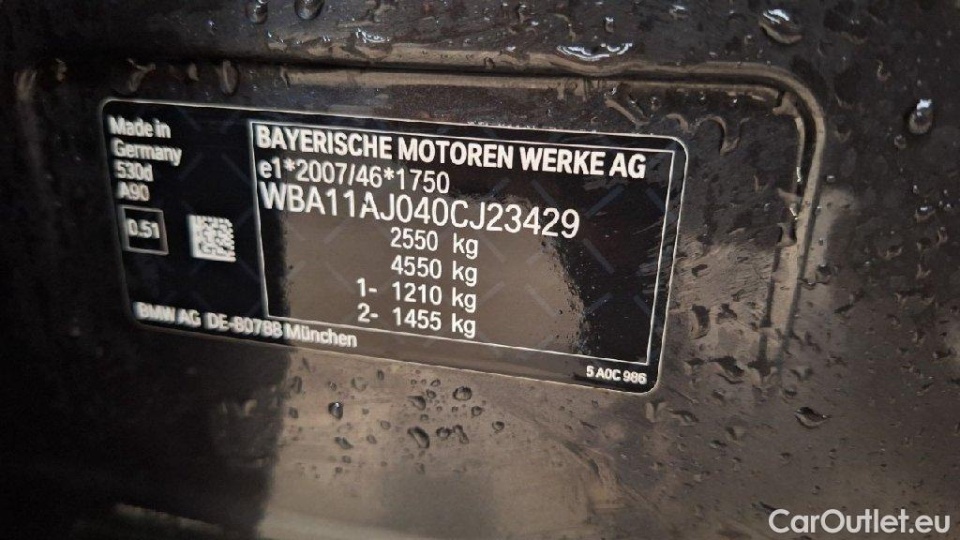 Made in
Germany
530d
A90
0.51
BAYERISCHE MOTOREN WERKE AG
e1*2007/46*1750
WBA11AJ040CJ23429
2550 kg
4550 kg
1- 1210 kg
2- 1455 kg
BMW AG DE-80788 München
5 A0C 986
CarOutlet.eu